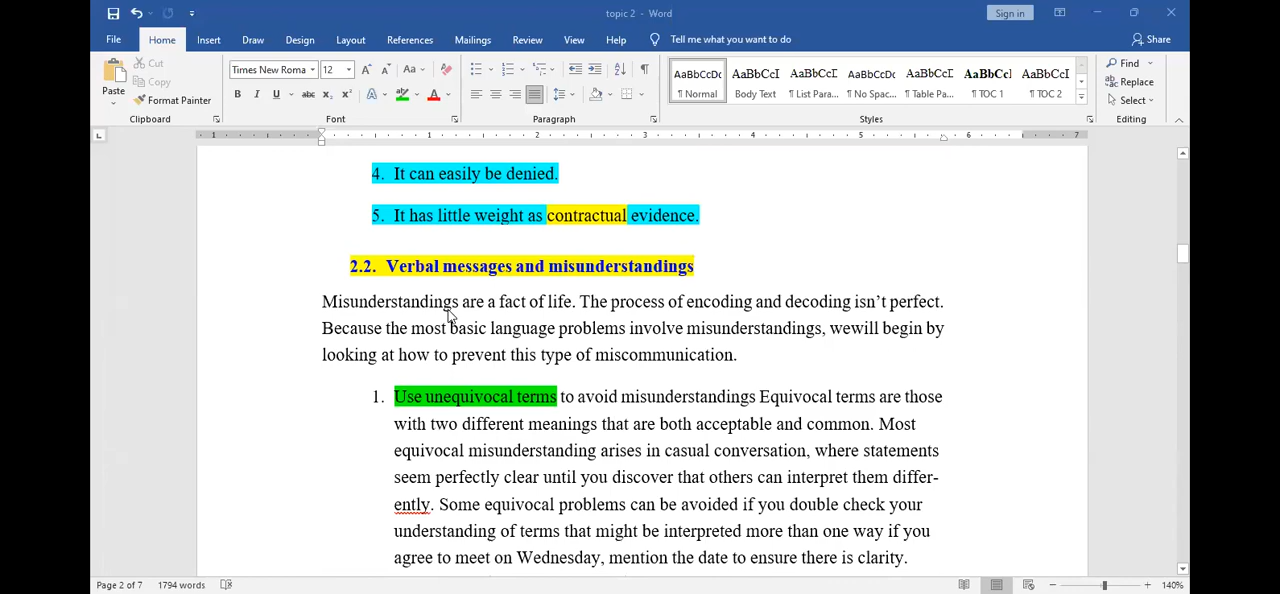 topic 2 - Word
Sign in
File Home Insert Draw Design Layout References Mailings Review View Help Tell me what you want to do Share
Paste
Cut
Copy
Format Painter
Clipboard
Times New Roma 12
Font
Paragraph
AaBbCcDc AaBbCcI AaBbCcI AaBbCcDc AaBbCcI AaBbCcI AaBbCcI
¶ Normal Body Text ¶ List Para... ¶ No Spac... ¶ Table Pa... ¶ TOC 1 ¶ TOC 2
Styles
Find
Replace
Select
Editing
1 1 2 3 4 5 6 7
4. It can easily be denied.
5. It has little weight as contractual evidence.
2.2. Verbal messages and misunderstandings
Misunderstandings are a fact of life. The process of encoding and decoding isn’t perfect.
Because the most basic language problems involve misunderstandings, wewill begin by
looking at how to prevent this type of miscommunication.
1. Use unequivocal terms to avoid misunderstandings Equivocal terms are those
with two different meanings that are both acceptable and common. Most
equivocal misunderstanding arises in casual conversation, where statements
seem perfectly clear until you discover that others can interpret them differ-
ently. Some equivocal problems can be avoided if you double check your
understanding of terms that might be interpreted more than one way if you
agree to meet on Wednesday, mention the date to ensure there is clarity.
Page 2 of 7 1794 words 140%